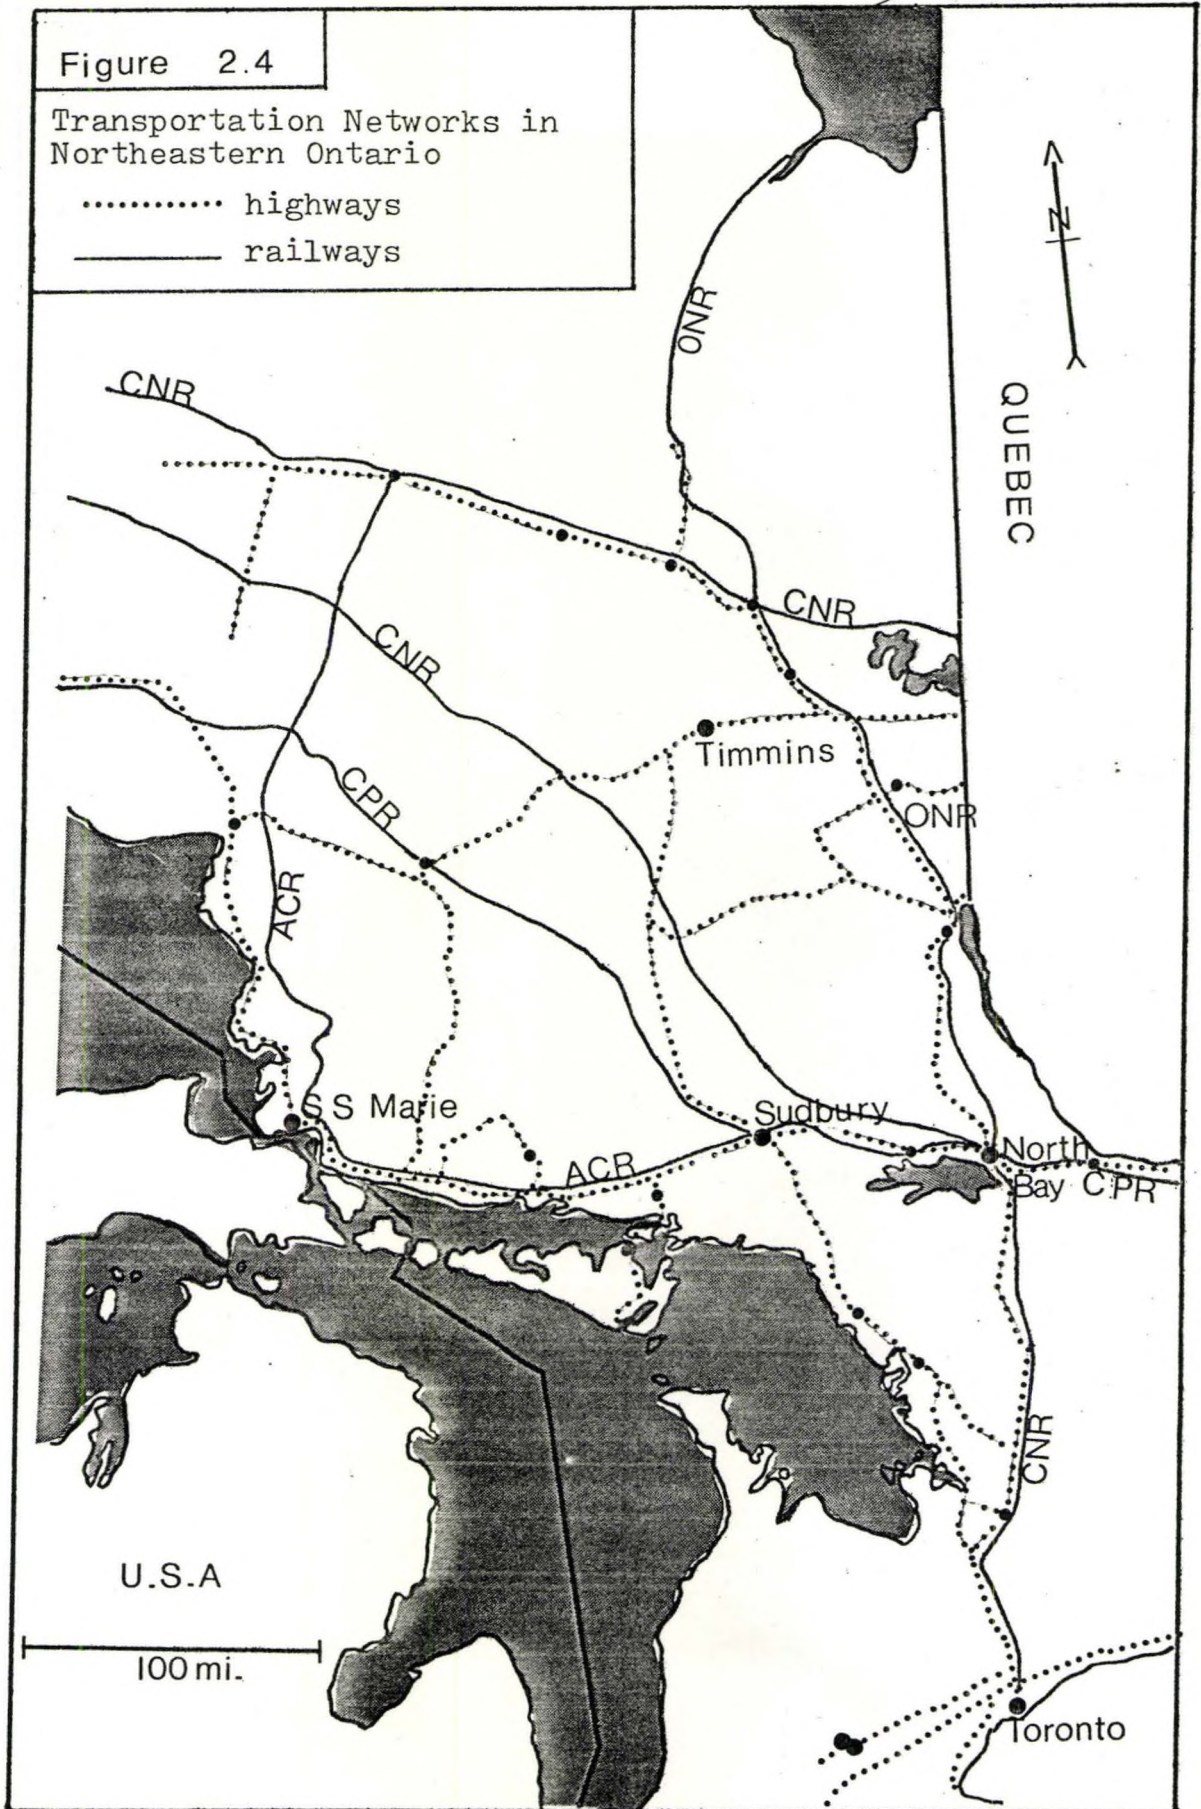 Figure 2.4
Transportation Networks in
Northeastern Ontario
highways
railways
N
ONR
QUEBEC
CNR
CNR
CNR
Timmins
CPR
ONR
ACR
S S Marie
Sudbury
ACR
North
Bay
CPR
CNR
U.S.A
100 mi.
Toronto